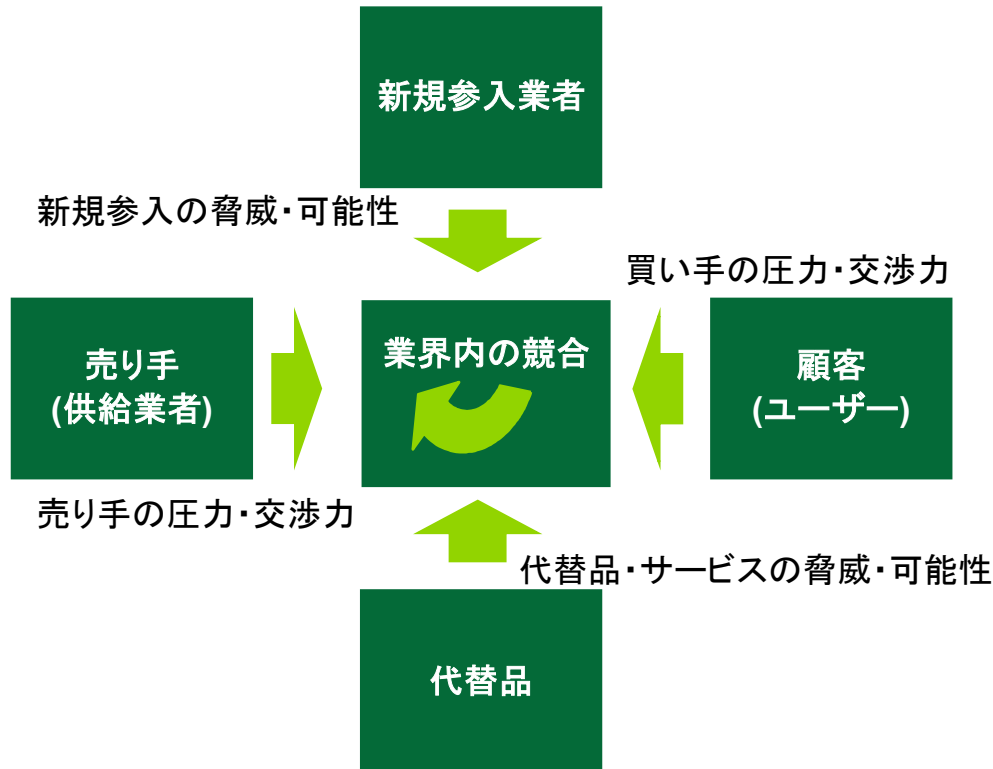 新規参入業者
新規参入の脅威・可能性
買い手の圧力・交渉力
売り手
(供給業者)
業界内の競合
顧客
(ユーザー)
売り手の圧力・交渉力
代替品・サービスの脅威・可能性
代替品